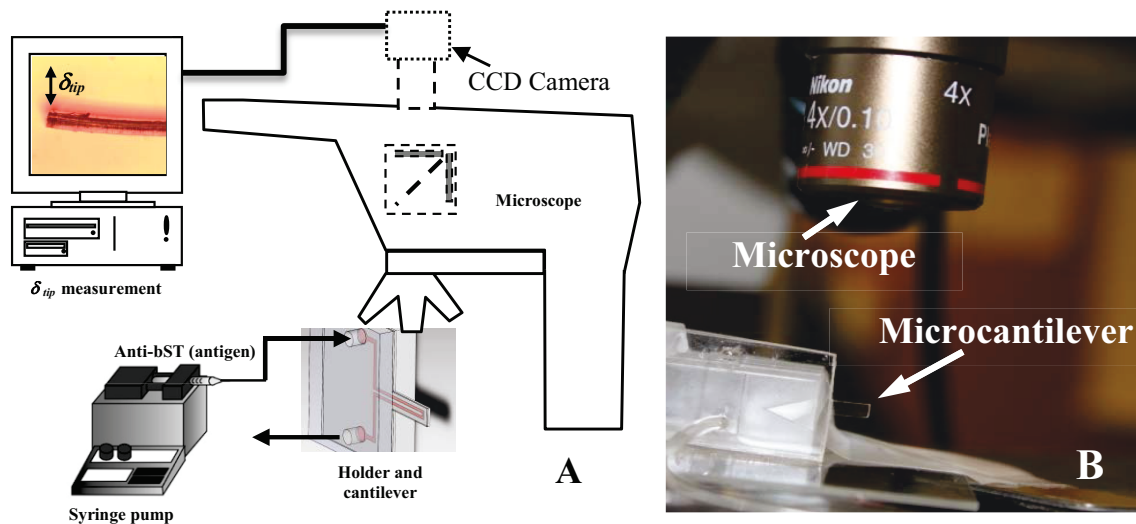 δtip
CCD Camera
Microscope
δtip measurement
Anti-bST (antigen)
Holder and
cantilever
Syringe pump
A
Nikon
4x
4x/0.10
WD
Microscope
Microcantilever
B